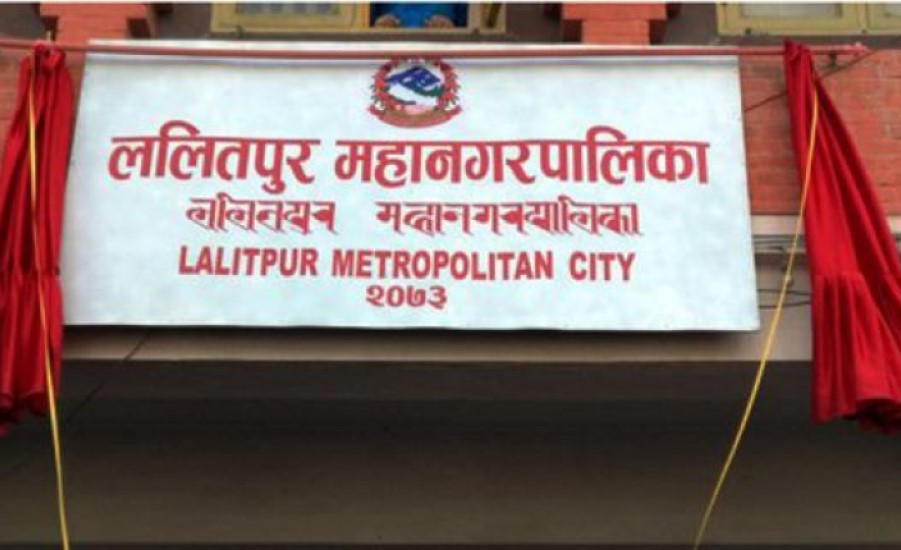 ललितपुर महानगरपालिका
𑐮𑐮𑐶𑐟𑐥𑐸𑐬 𑐩𑐴𑐵𑐣𑐐𑐬𑐥𑐵𑐮𑐶𑐎𑐵
LALITPUR METROPOLITAN CITY
२०७३